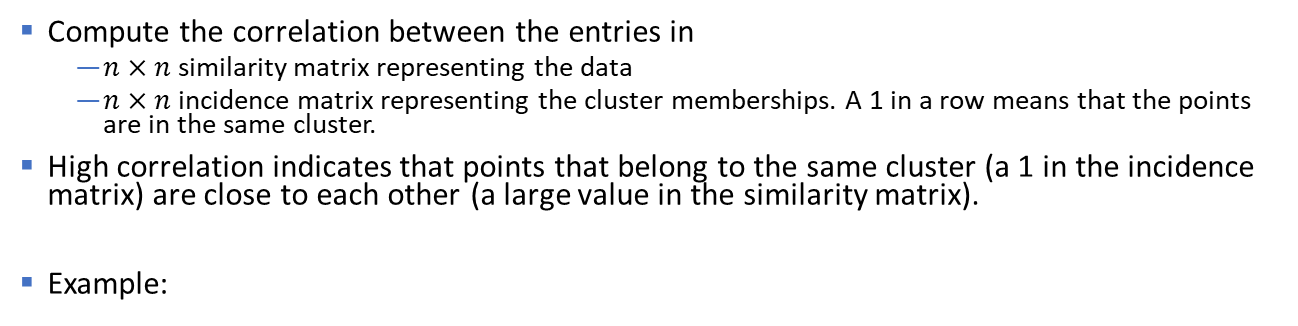 ▪ Compute the correlation between the entries in
—n × n similarity matrix representing the data
—n × n incidence matrix representing the cluster memberships. A 1 in a row means that the points
are in the same cluster.
▪ High correlation indicates that points that belong to the same cluster (a 1 in the incidence
matrix) are close to each other (a large value in the similarity matrix).
▪ Example: